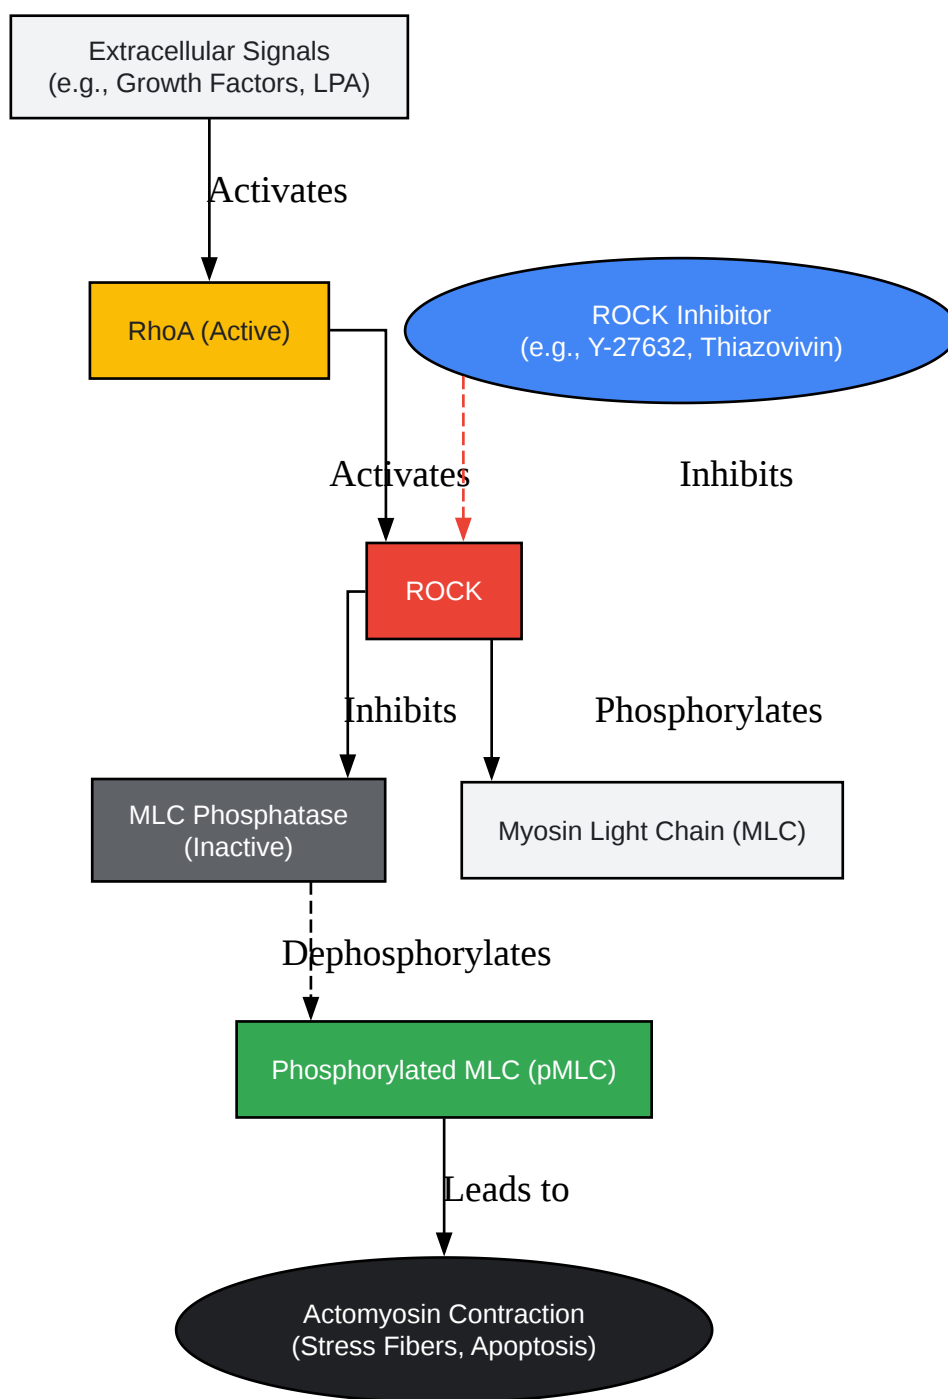 Extracellular Signals
(e.g., Growth Factors, LPA)
Activates
RhoA (Active)
ROCK Inhibitor
(e.g., Y-27632, Thiazovivin)
Activates
Inhibits
ROCK
Inhibits
Phosphorylates
MLC Phosphatase
(Inactive)
Myosin Light Chain (MLC)
Dephosphorylates
Phosphorylated MLC (pMLC)
Leads to
Actomyosin Contraction
(Stress Fibers, Apoptosis)